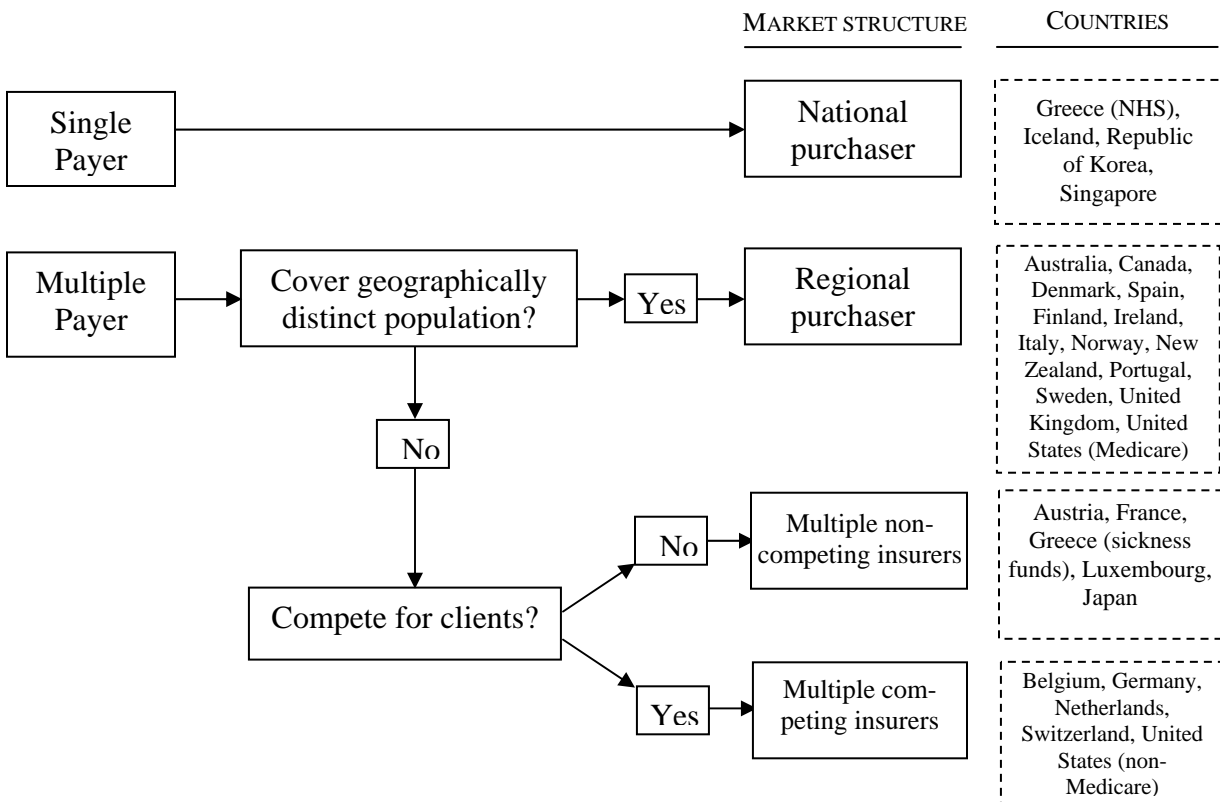 MARKET STRUCTURE
COUNTRIES
Single
Payer
National
purchaser
Greece (NHS),
Iceland, Republic
of Korea,
Singapore
Multiple
Payer
Cover geographically
distinct population?
Yes
Regional
purchaser
Australia, Canada,
Denmark, Spain,
Finland, Ireland,
Italy, Norway, New
Zealand, Portugal,
Sweden, United
Kingdom, United
States (Medicare)
No
Compete for clients?
No
Multiple non-
competing insurers
Austria, France,
Greece (sickness
funds), Luxembourg,
Japan
Yes
Multiple com-
peting insurers
Belgium, Germany,
Netherlands,
Switzerland, United
States (non-
Medicare)